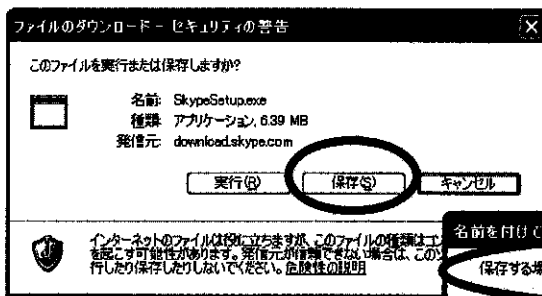 ファイルのダウンロード - セキュリティの警告
このファイルを実行または保存しますか?
名前: SkypeSetup.exe
種類: アプリケーション, 6.39 MB
発信元: download.skype.com
実行(R)
保存(S)
キャンセル
インターネットのファイルは役に立ちますが、このファイルの種類はコン
を起こす可能性があります。発信元が信頼できない場合は、このソ
行したり保存したりしないでください。危険性の説明
名前を付けて
保存する場